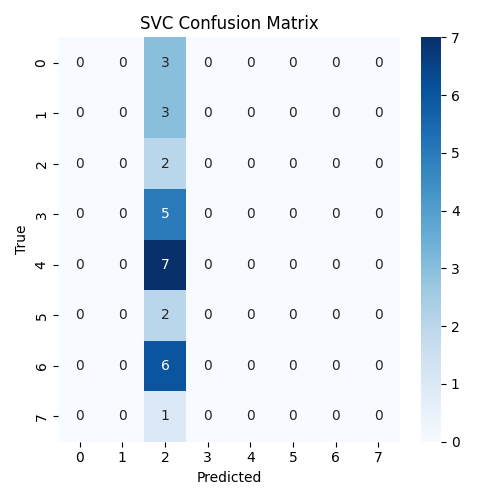 SVC Confusion Matrix
0 0 0 3 0 0 0 0 0
1 0 0 3 0 0 0 0 0
2 0 0 2 0 0 0 0 0
3 0 0 5 0 0 0 0 0
4 0 0 7 0 0 0 0 0
5 0 0 2 0 0 0 0 0
6 0 0 6 0 0 0 0 0
7 0 0 1 0 0 0 0 0
True
0 1 2 3 4 5 6 7
Predicted
7
6
5
4
3
2
1
0